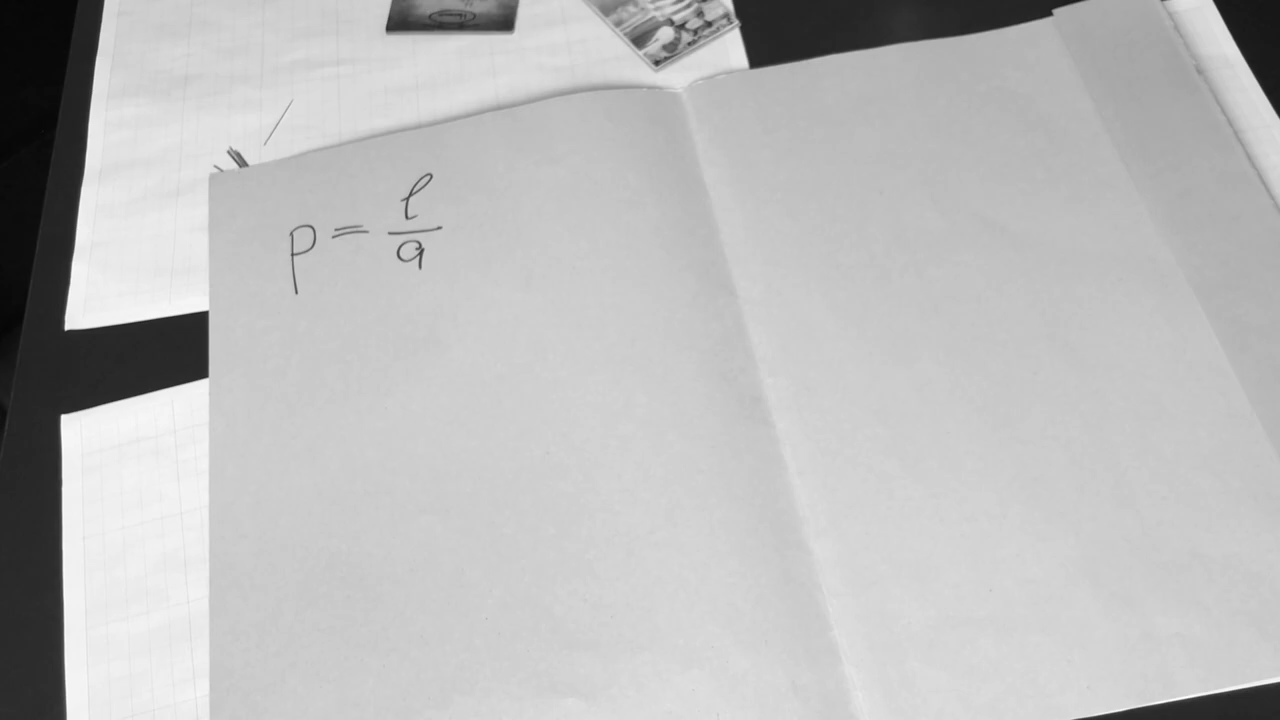 p = ℓ/a